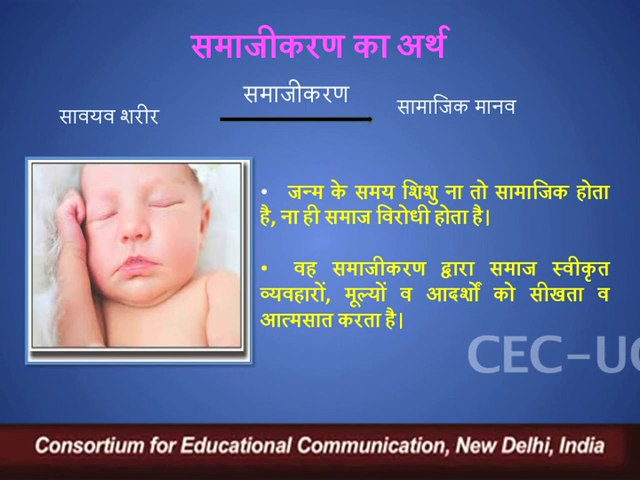 समाजीकरण का अर्थ
समाजीकरण
सावयव शरीर
सामाजिक मानव
• जन्म के समय शिशु ना तो सामाजिक होता
है, ना ही समाज विरोधी होता है।
• वह समाजीकरण द्वारा समाज स्वीकृत
व्यवहारों, मूल्यों व आदर्शों को सीखता व
आत्मसात करता है।
CEC-UG
Consortium for Educational Communication, New Delhi, India